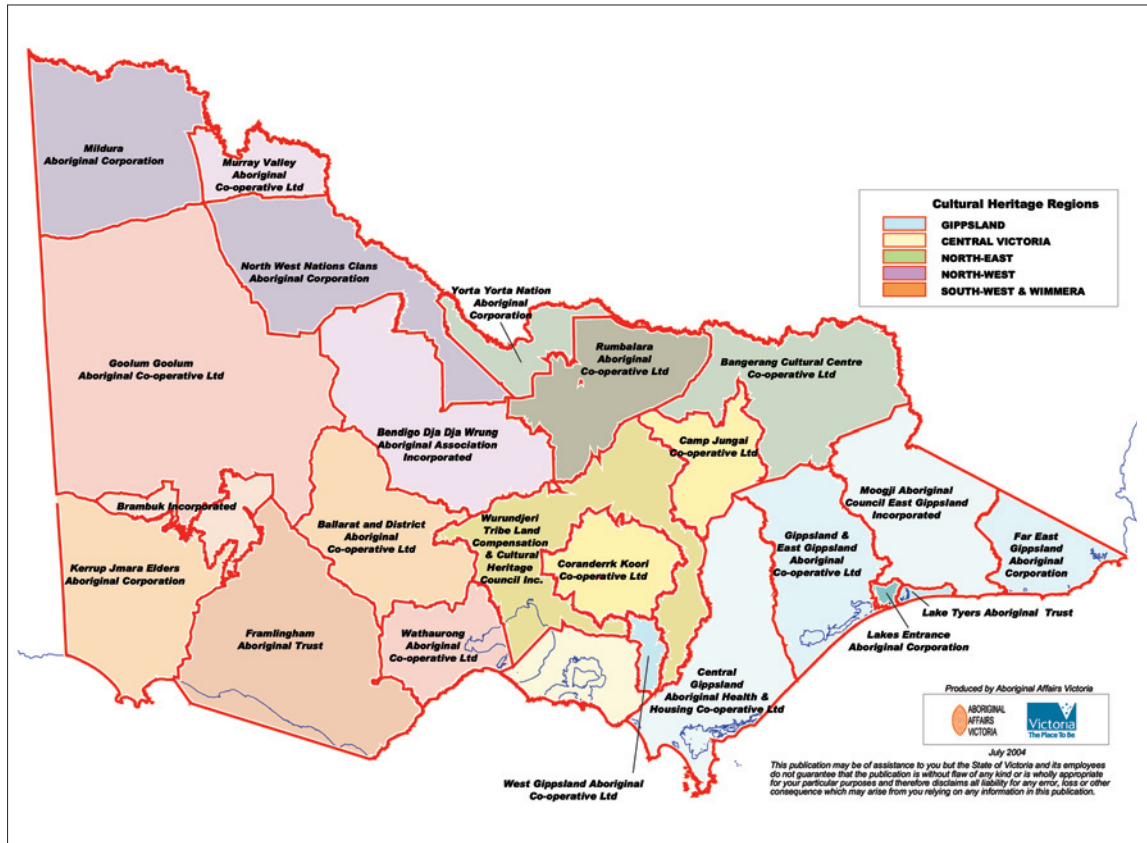 Mildura
Aboriginal Corporation
Murray Valley
Aboriginal
Co-operative Ltd
Cultural Heritage Regions
GIPPSLAND
CENTRAL VICTORIA
NORTH-EAST
NORTH-WEST
SOUTH-WEST & WIMMERA
North West Nations Clans
Aboriginal Corporation
Yorta Yorta Nation
Aboriginal
Corporation
Goolum Goolum
Aboriginal Co-operative Ltd
Rumbalara
Aboriginal
Co-operative Ltd
Bangerang Cultural Centre
Co-operative Ltd
Bendigo Dja Dja Wrung
Aboriginal Association
Incorporated
Camp Jungai
Co-operative Ltd
Moogji Aboriginal
Council East Gippsland
Incorporated
Brambuk Incorporated
Ballarat and District
Aboriginal
Co-operative Ltd
Wurundjeri
Tribe Land
Compensation
& Cultural
Heritage
Council Inc.
Gippsland &
East Gippsland
Aboriginal
Co-operative Ltd
Far East
Gippsland
Aboriginal
Corporation
Kerrup Jmara Elders
Aboriginal Corporation
Coranderrk Koori
Co-operative Ltd
Lake Tyers Aboriginal Trust
Lakes Entrance
Aboriginal Corporation
Framlingham
Aboriginal Trust
Wathaurong
Aboriginal
Co-operative Ltd
Central
Gippsland
Aboriginal Health &
Housing Co-operative Ltd
West Gippsland Aboriginal
Co-operative Ltd
Produced by Aboriginal Affairs Victoria
ABORIGINAL
AFFAIRS
VICTORIA
Victoria
The Place To Be
July 2004
This publication may be of assistance to you but the State of Victoria and its employees
do not guarantee that the publication is without flaw of any kind or is wholly appropriate
for your particular purposes and therefore disclaims all liability for any error, loss or other
consequence which may arise from you relying on any information in this publication.